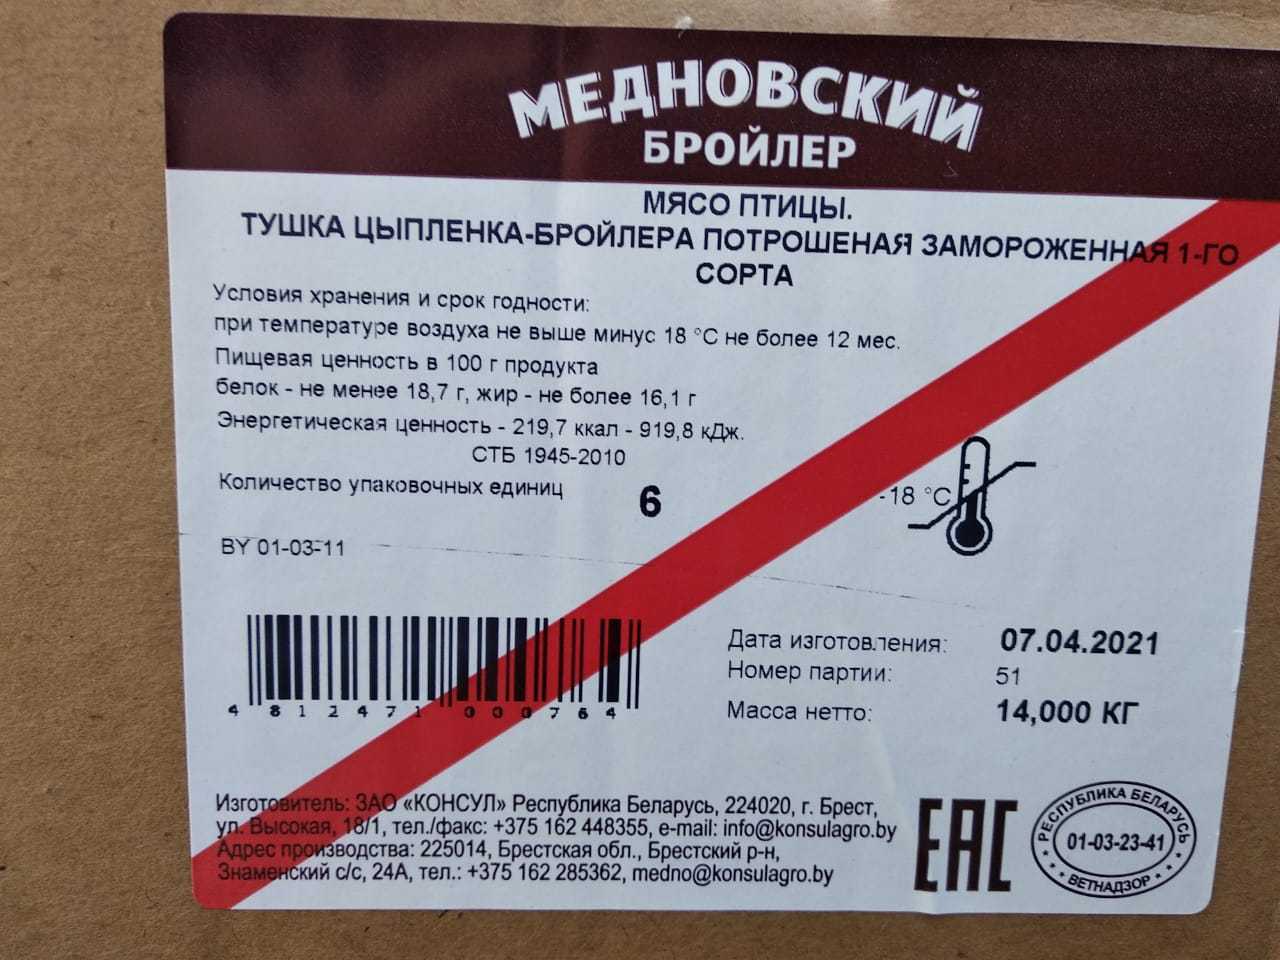 МЕДНОВСКИЙ
БРОЙЛЕР
МЯСО ПТИЦЫ.
ТУШКА ЦЫПЛЕНКА-БРОЙЛЕРА ПОТРОШЕНАЯ ЗАМОРОЖЕННАЯ 1-ГО
СОРТА
Условия хранения и срок годности:
при температуре воздуха не выше минус 18 °С не более 12 мес.
Пищевая ценность в 100 г продукта
белок - не менее 18,7 г, жир - не более 16,1 г
Энергетическая ценность - 219,7 ккал - 919,8 кДж.
СТБ 1945-2010
Количество упаковочных единиц 6
-18 °C
BY 01-03-11
4 812471 000764
Дата изготовления: 07.04.2021
Номер партии: 51
Масса нетто: 14,000 КГ
Изготовитель: ЗАО «КОНСУЛ» Республика Беларусь, 224020, г. Брест,
ул. Высокая, 18/1, тел./факс: +375 162 448355, e-mail: info@konsulagro.by
Адрес производства: 225014, Брестская обл., Брестский р-н,
Знаменский с/с, 24А, тел.: +375 162 285362, medno@konsulagro.by
EAC
РЕСПУБЛИКА БЕЛАРУСЬ
01-03-23-41
ВЕТНАДЗОР